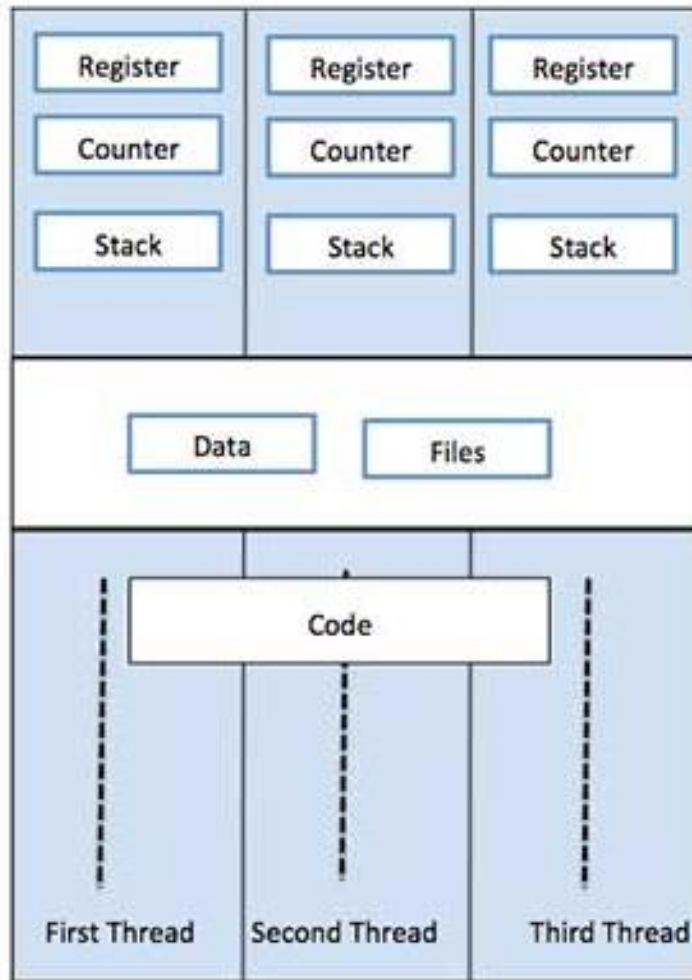 Register Register Register
Counter Counter Counter
Stack Stack Stack
Data Files
Code
First Thread Second Thread Third Thread